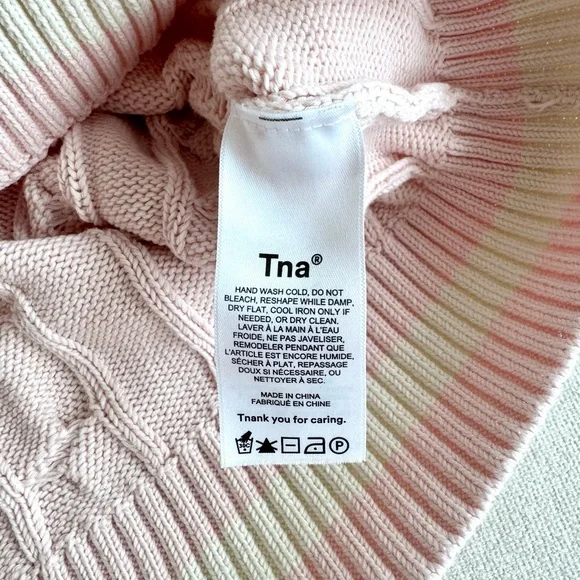 Tna®
HAND WASH COLD, DO NOT
BLEACH, RESHAPE WHILE DAMP,
DRY FLAT, COOL IRON ONLY IF
NEEDED, OR DRY CLEAN.
LAVER À LA MAIN À L'EAU
FROIDE, NE PAS JAVELISER,
REMODELER PENDANT QUE
L'ARTICLE EST ENCORE HUMIDE,
SÉCHER À PLAT, REPASSAGE
DOUX SI NÉCESSAIRE, OU
NETTOYER À SEC.
MADE IN CHINA
FABRIQUÉ EN CHINE
Tnank you for caring.
30C P